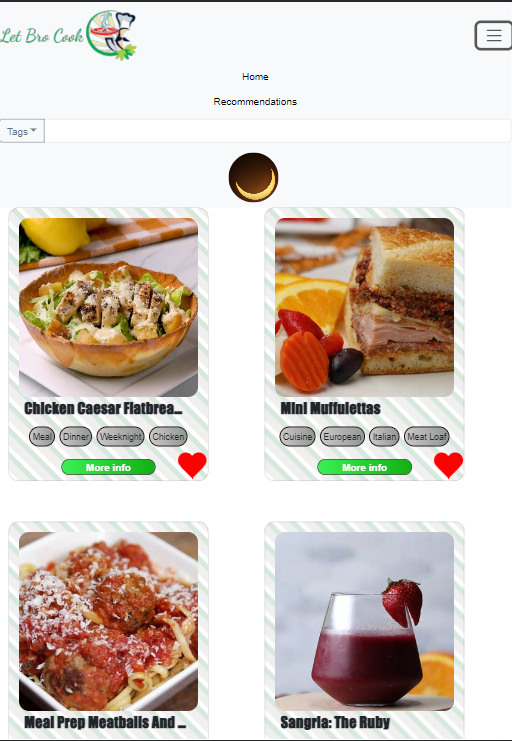 Let Bro Cook
Home
Recommendations
Tags
Chicken Caesar Flatbrea...
Meal Dinner Weeknight Chicken
More info
Mini Muffulettas
Cuisine European Italian Meat Loaf
More info
Meal Prep Meatballs And ...
Sangria: The Ruby